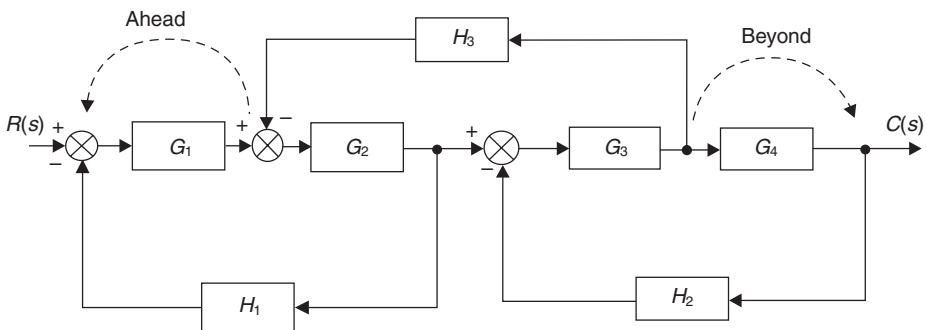 Ahead
H₃
Beyond
R(s)
+
−
G₁
+
−
G₂
+
−
G₃
G₄
C(s)
H₁
H₂